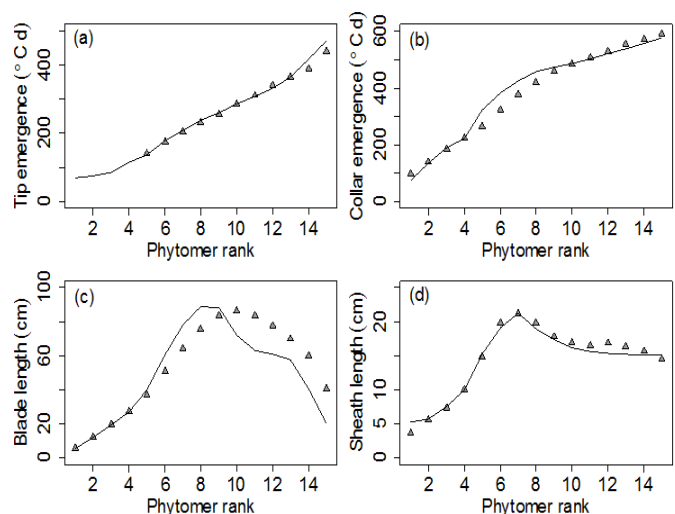 (a)
Tip emergence (° C d)
0 200 400
2 4 6 8 10 12 14
Phytomer rank
(b)
Collar emergence (° C d)
0 200 400 600
2 4 6 8 10 12 14
Phytomer rank
(c)
Blade length (cm)
0 20 60 100
2 4 6 8 10 12 14
Phytomer rank
(d)
Sheath length (cm)
0 5 10 20
2 4 6 8 10 12 14
Phytomer rank